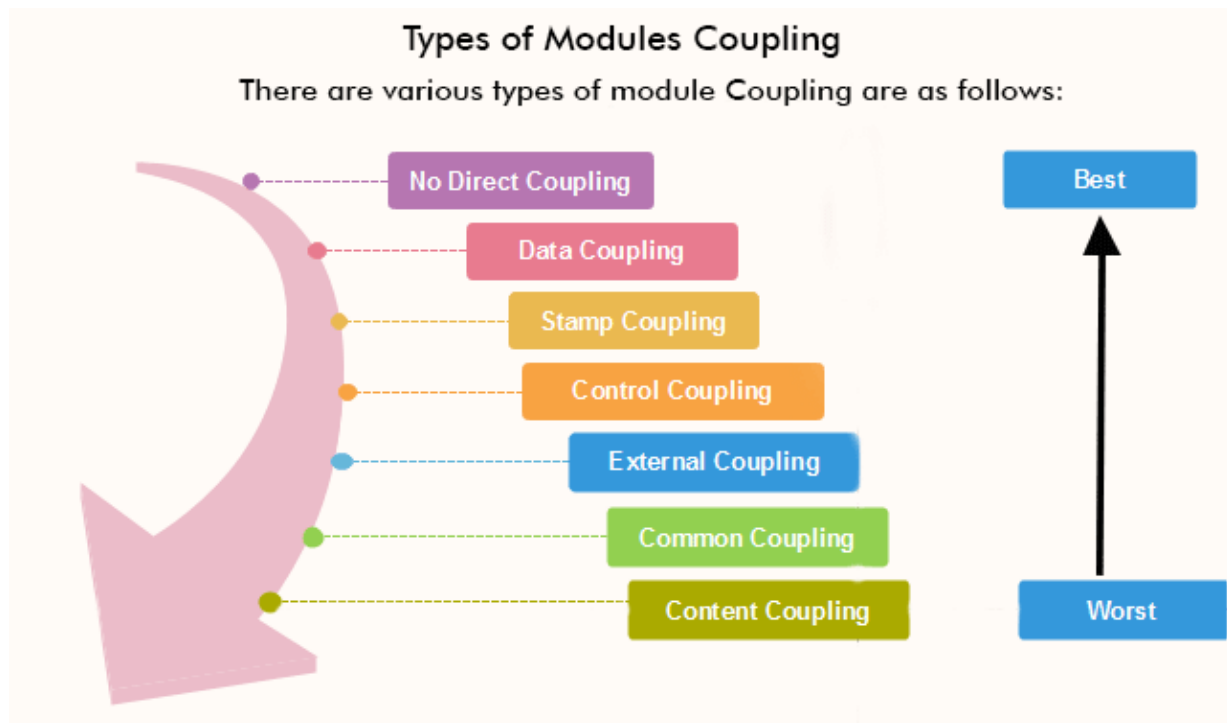 Types of Modules Coupling
There are various types of module Coupling are as follows:
No Direct Coupling
Best
Data Coupling
Stamp Coupling
Control Coupling
External Coupling
Common Coupling
Content Coupling
Worst